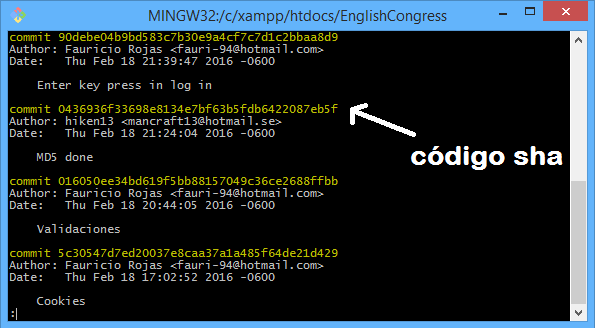 MINGW32:/c/xampp/htdocs/EnglishCongress
commit 90debe04b9bd583c7b30e9a4cf7c7d1c2bbaa8d9
Author: Fauricio Rojas <fauri-94@hotmail.com>
Date:   Thu Feb 18 21:39:47 2016 -0600
Enter key press in log in
commit 0436936f33698e8134e7bf63b5fdb6422087eb5f
Author: hiken13 <mancraft13@hotmail.se>
Date:   Thu Feb 18 21:24:04 2016 -0600
código sha
MD5 done
commit 016050ee34bd619f5bb88157049c36ce2688ffbb
Author: Fauricio Rojas <fauri-94@hotmail.com>
Date:   Thu Feb 18 20:44:05 2016 -0600
Validaciones
commit 5c30547d7ed20037e8caa37a1a485f64de21d429
Author: Fauricio Rojas <fauri-94@hotmail.com>
Date:   Thu Feb 18 17:02:52 2016 -0600
Cookies
: